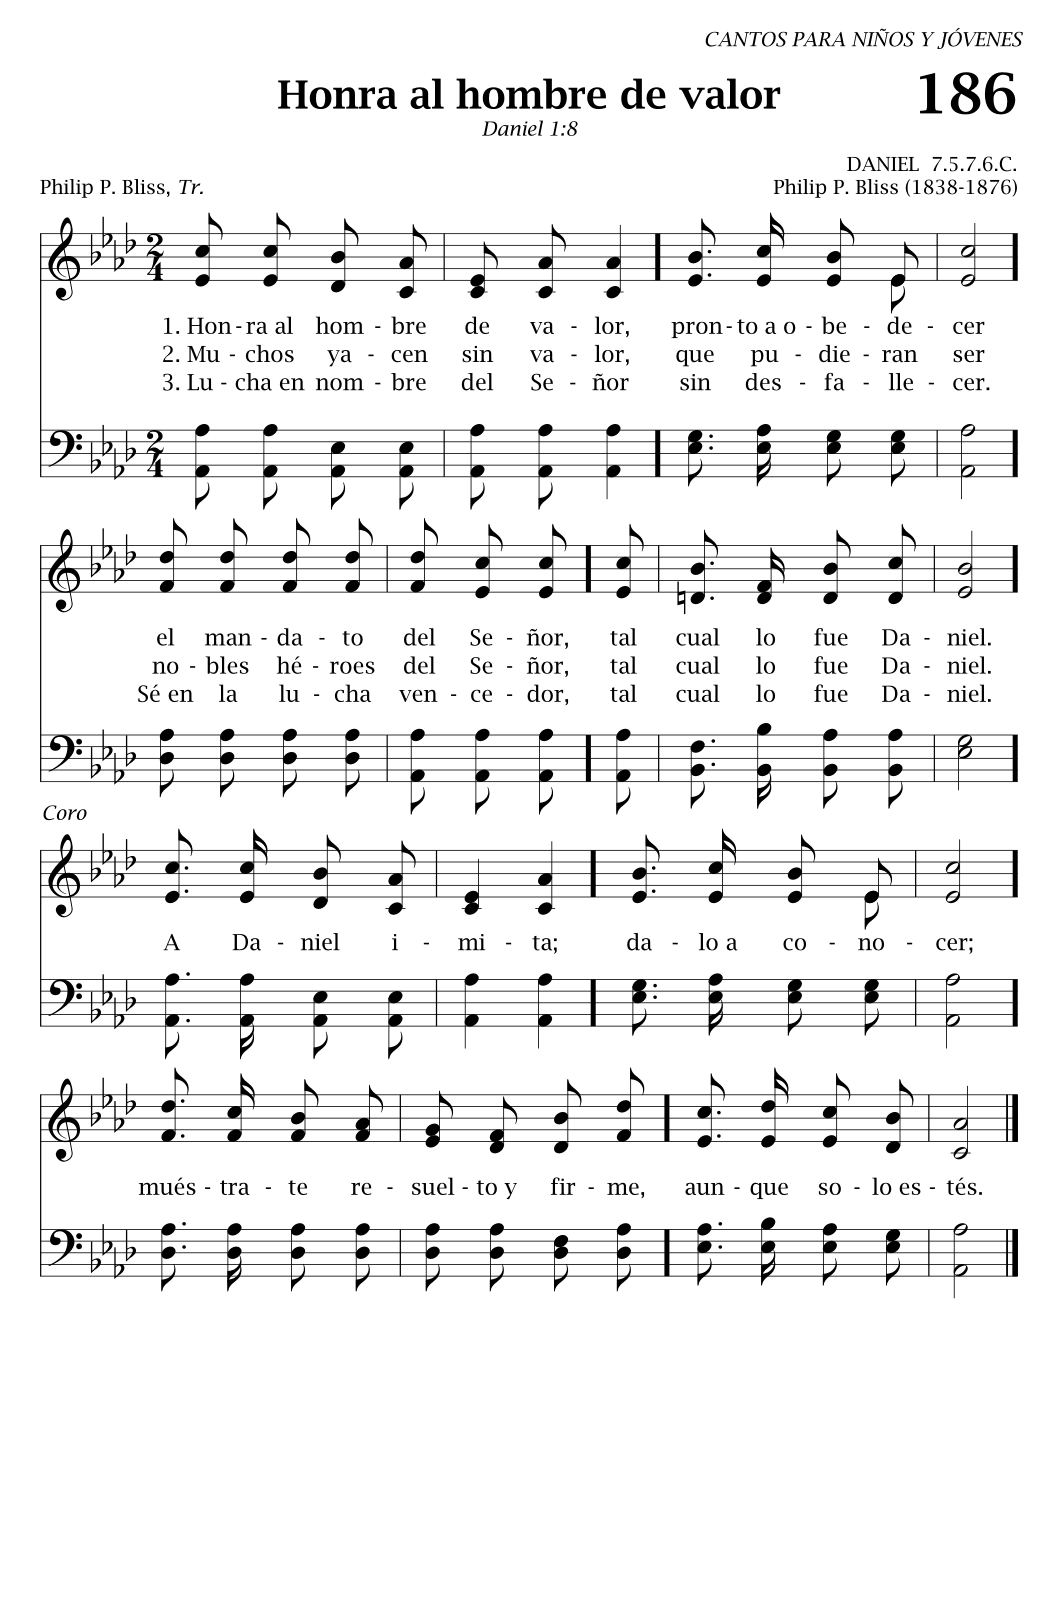 CANTOS PARA NIÑOS Y JÓVENES
Honra al hombre de valor 186
Daniel 1:8
DANIEL 7.5.7.6.C.
Philip P. Bliss, Tr. Philip P. Bliss (1838-1876)
2 4
1. Hon - ra al hom - bre de va - lor, pron - to a o - be - de - cer
2. Mu - chos ya - cen sin va - lor, que pu - die - ran ser
3. Lu - cha en nom - bre del Se - ñor sin des - fa - lle - cer.
2 4
el man - da - to del Se - ñor, tal cual lo fue Da - niel.
no - bles hé - roes del Se - ñor, tal cual lo fue Da - niel.
Sé en la lu - cha ven - ce - dor, tal cual lo fue Da - niel.
Coro
A Da - niel i - mi - ta; da - lo a co - no - cer;
mués - tra - te re - suel - to y fir - me, aun - que so - lo es - tés.